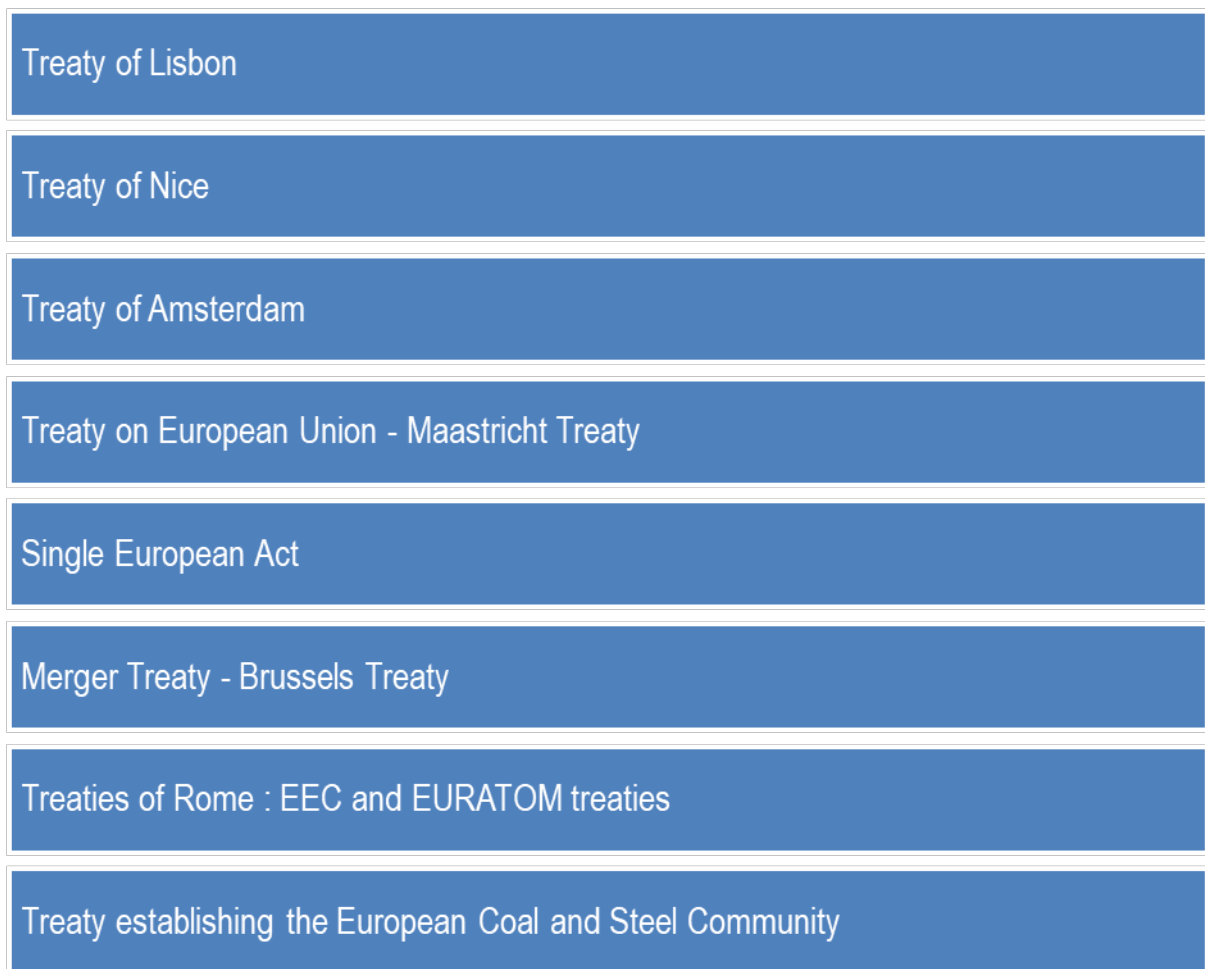 Treaty of Lisbon
Treaty of Nice
Treaty of Amsterdam
Treaty on European Union - Maastricht Treaty
Single European Act
Merger Treaty - Brussels Treaty
Treaties of Rome : EEC and EURATOM treaties
Treaty establishing the European Coal and Steel Community